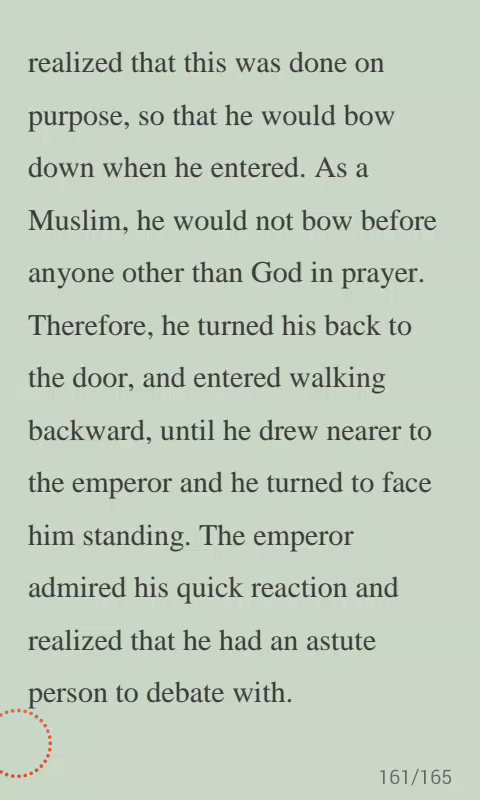 realized that this was done on
purpose, so that he would bow
down when he entered. As a
Muslim, he would not bow before
anyone other than God in prayer.
Therefore, he turned his back to
the door, and entered walking
backward, until he drew nearer to
the emperor and he turned to face
him standing. The emperor
admired his quick reaction and
realized that he had an astute
person to debate with.
161/165